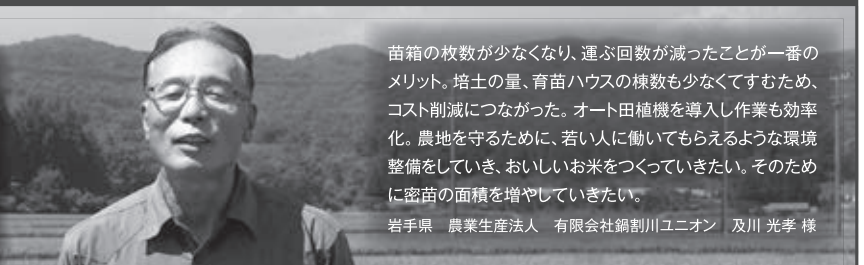 苗箱の枚数が少なくなり、運ぶ回数が減ったことが一番の
メリット。培土の量、育苗ハウスの棟数も少なくてすむため、
コスト削減につながった。オート田植機を導入し作業も効率
化。農地を守るために、若い人に働いてもらえるような環境
整備をしていき、おいしいお米をつくっていきたい。そのため
に密苗の面積を増やしていきたい。
岩手県　農業生産法人　有限会社鍋割川ユニオン　及川 光孝 様